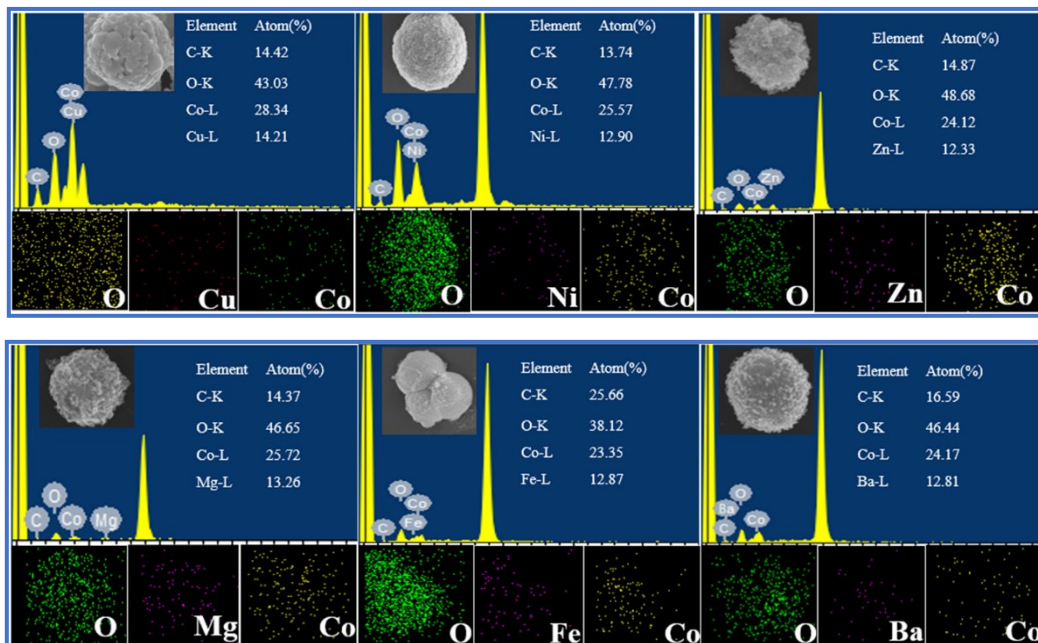 Element Atom(%)
C-K 14.42
O-K 43.03
Co-L 28.34
Cu-L 14.21
Co
Cu
O
C
Element Atom(%)
C-K 13.74
O-K 47.78
Co-L 25.57
Ni-L 12.90
O
Co
Ni
C
Element Atom(%)
C-K 14.87
O-K 48.68
Co-L 24.12
Zn-L 12.33
O Zn
C Co
O Cu Co O Ni Co O Zn Co
Element Atom(%)
C-K 14.37
O-K 46.65
Co-L 25.72
Mg-L 13.26
O
C Co Mg
Element Atom(%)
C-K 25.66
O-K 38.12
Co-L 23.35
Fe-L 12.87
O
Co
C Fe
Element Atom(%)
C-K 16.59
O-K 46.44
Co-L 24.17
Ba-L 12.81
O
Ba
Co
C
O Mg Co O Fe Co O Ba Co